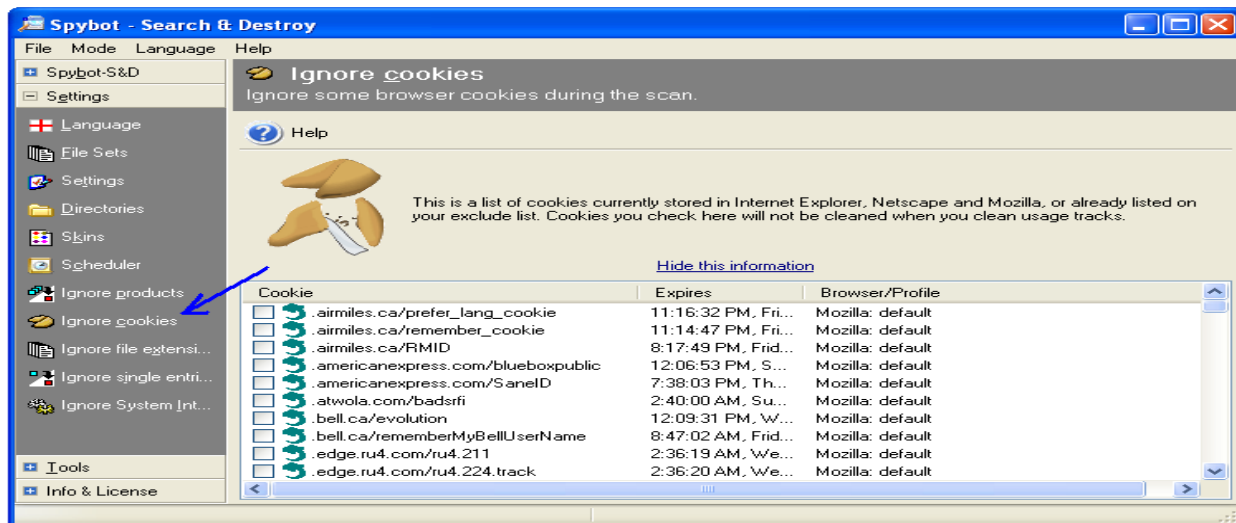 Spybot - Search & Destroy
File Mode Language Help
Spybot-S&D
Settings
Language
File Sets
Settings
Directories
Skins
Scheduler
Ignore products
Ignore cookies
Ignore file extensi...
Ignore single entri...
Ignore System Int...
Tools
Info & License
Ignore cookies
Ignore some browser cookies during the scan.
Help
This is a list of cookies currently stored in Internet Explorer, Netscape and Mozilla, or already listed on
your exclude list. Cookies you check here will not be cleaned when you clean usage tracks.
Hide this information
Cookie Expires Browser/Profile
.airmiles.ca/prefer_lang_cookie 11:16:32 PM, Fri... Mozilla: default
.airmiles.ca/remember_cookie 11:14:47 PM, Fri... Mozilla: default
.airmiles.ca/RMID 8:17:49 PM, Frid... Mozilla: default
.americanexpress.com/blueboxpublic 12:06:53 PM, S... Mozilla: default
.americanexpress.com/SaneID 7:38:03 PM, Th... Mozilla: default
.atwola.com/badsrfi 2:40:00 AM, Su... Mozilla: default
.bell.ca/evolution 12:09:31 PM, W... Mozilla: default
.bell.ca/rememberMyBellUserName 8:47:02 AM, Frid... Mozilla: default
.edge.ru4.com/ru4.211 2:36:19 AM, We... Mozilla: default
.edge.ru4.com/ru4.224.track 2:36:20 AM, We... Mozilla: default